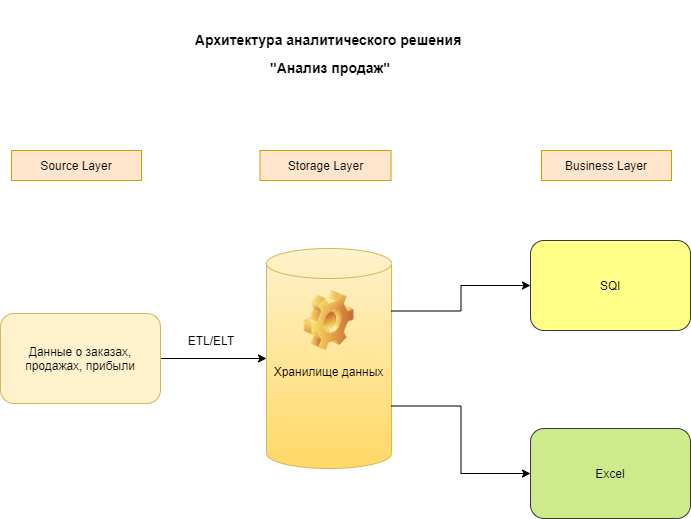 Архитектура аналитического решения
"Анализ продаж"
Source Layer
Storage Layer
Business Layer
SQl
ETL/ELT
Данные о заказах,
продажах, прибыли
Хранилище данных
Excel